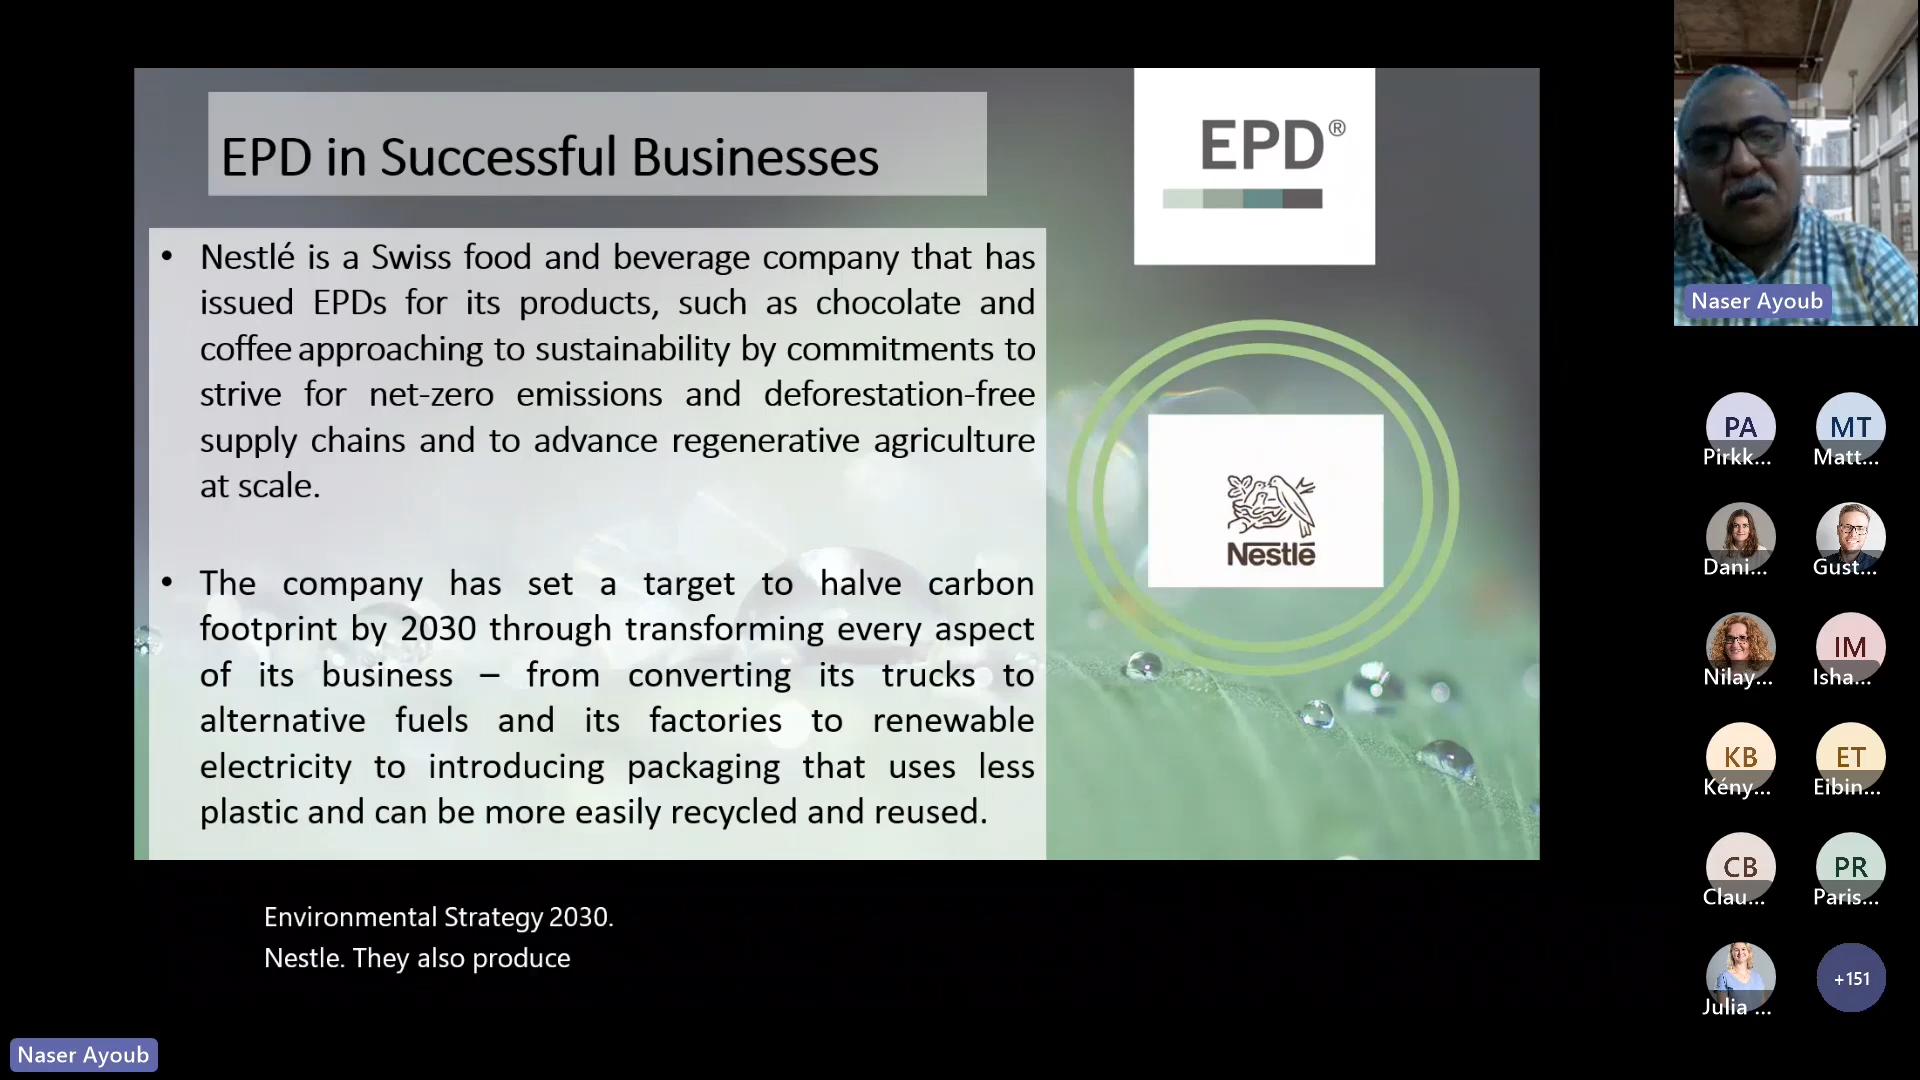 EPD in Successful Businesses
• Nestlé is a Swiss food and beverage company that has
issued EPDs for its products, such as chocolate and
coffee approaching to sustainability by commitments to
strive for net-zero emissions and deforestation-free
supply chains and to advance regenerative agriculture
at scale.
• The company has set a target to halve carbon
footprint by 2030 through transforming every aspect
of its business – from converting its trucks to
alternative fuels and its factories to renewable
electricity to introducing packaging that uses less
plastic and can be more easily recycled and reused.
EPD®
Nestlé
Environmental Strategy 2030.
Nestle. They also produce
Naser Ayoub
Naser Ayoub
PA
Pirkk...
MT
Matt...
Dani...
Gust...
Nilay...
IM
Isha...
KB
Kény...
ET
Eibin...
CB
Clau...
PR
Paris...
Julia ...
+151